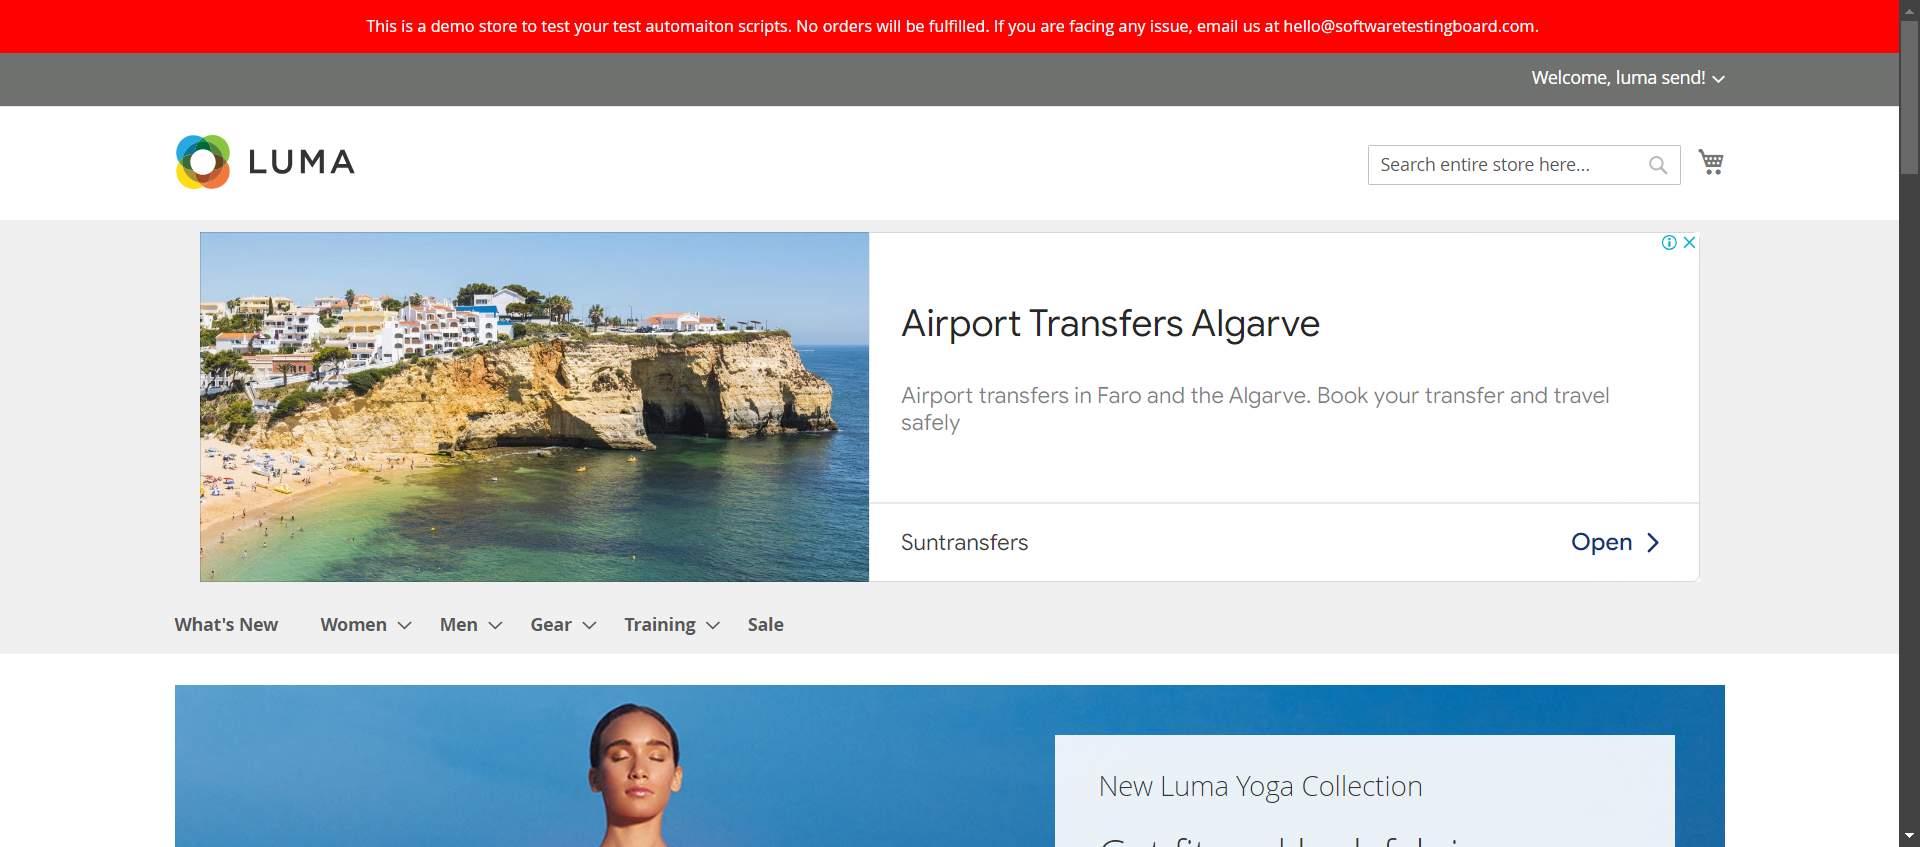 This is a demo store to test your test automaiton scripts. No orders will be fulfilled. If you are facing any issue, email us at hello@softwaretestingboard.com.
Welcome, luma send!
LUMA
Search entire store here...
Airport Transfers Algarve
Airport transfers in Faro and the Algarve. Book your transfer and travel
safely
Suntransfers
Open
What's New
Women
Men
Gear
Training
Sale
New Luma Yoga Collection